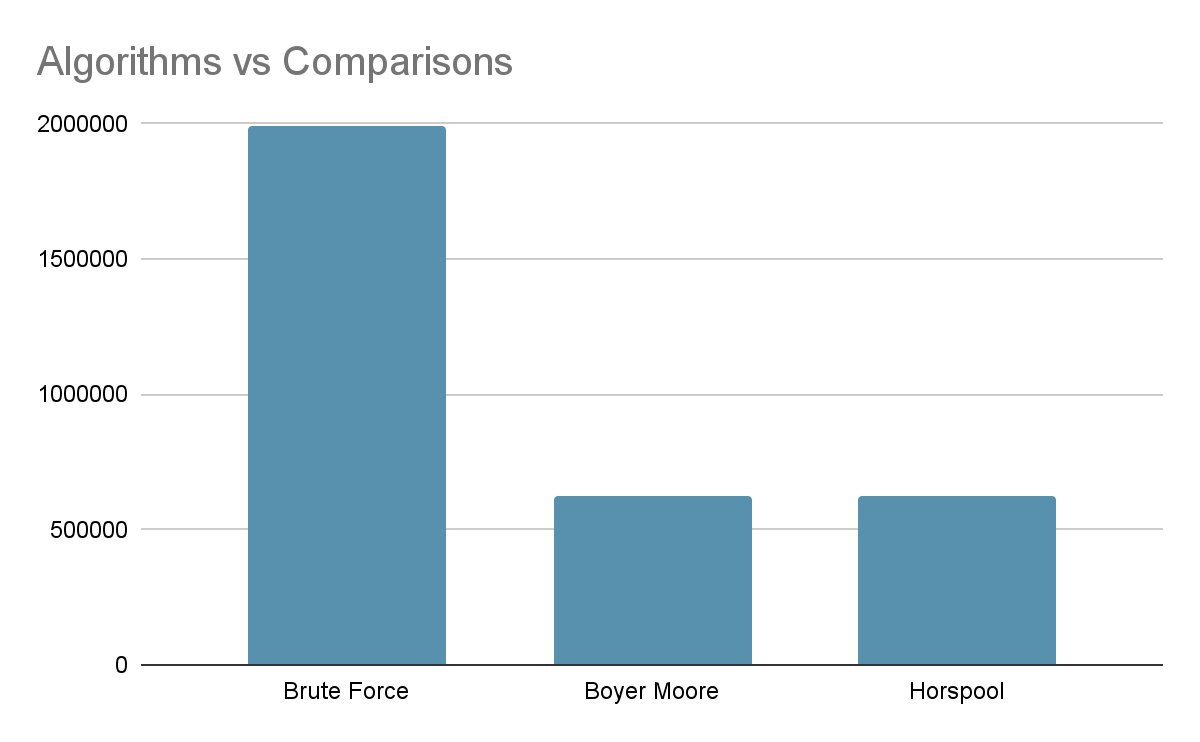 Algorithms vs Comparisons
2000000
1500000
1000000
500000
0
Brute Force
Boyer Moore
Horspool